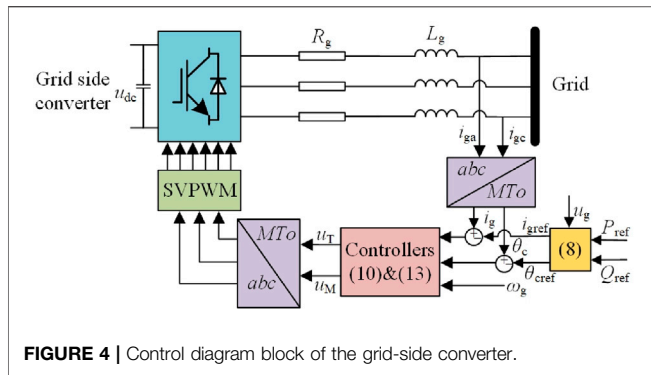 R_g
L_g
Grid side
converter
u_dc
Grid
i_ga
i_gc
abc
MTo
SVPWM
u_g
i_g
i_gref
P_ref
MTo
abc
u_T
Controllers
(10)&(13)
θ_c
(8)
u_M
θ_cref
Q_ref
ω_g
FIGURE 4 | Control diagram block of the grid-side converter.